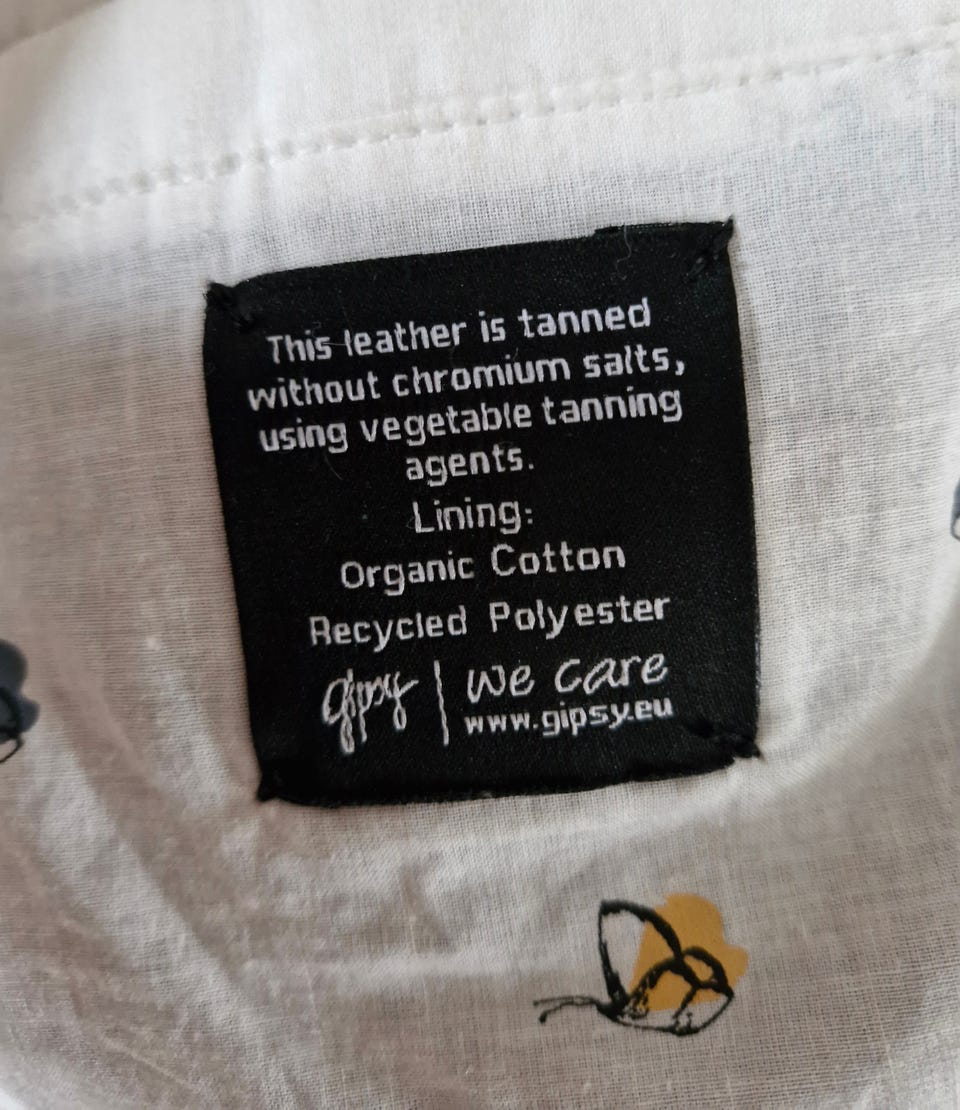 This leather is tanned
without chromium salts,
using vegetable tanning
agents.
Lining:
Organic Cotton
Recycled Polyester
gipsy | we care
www.gipsy.eu